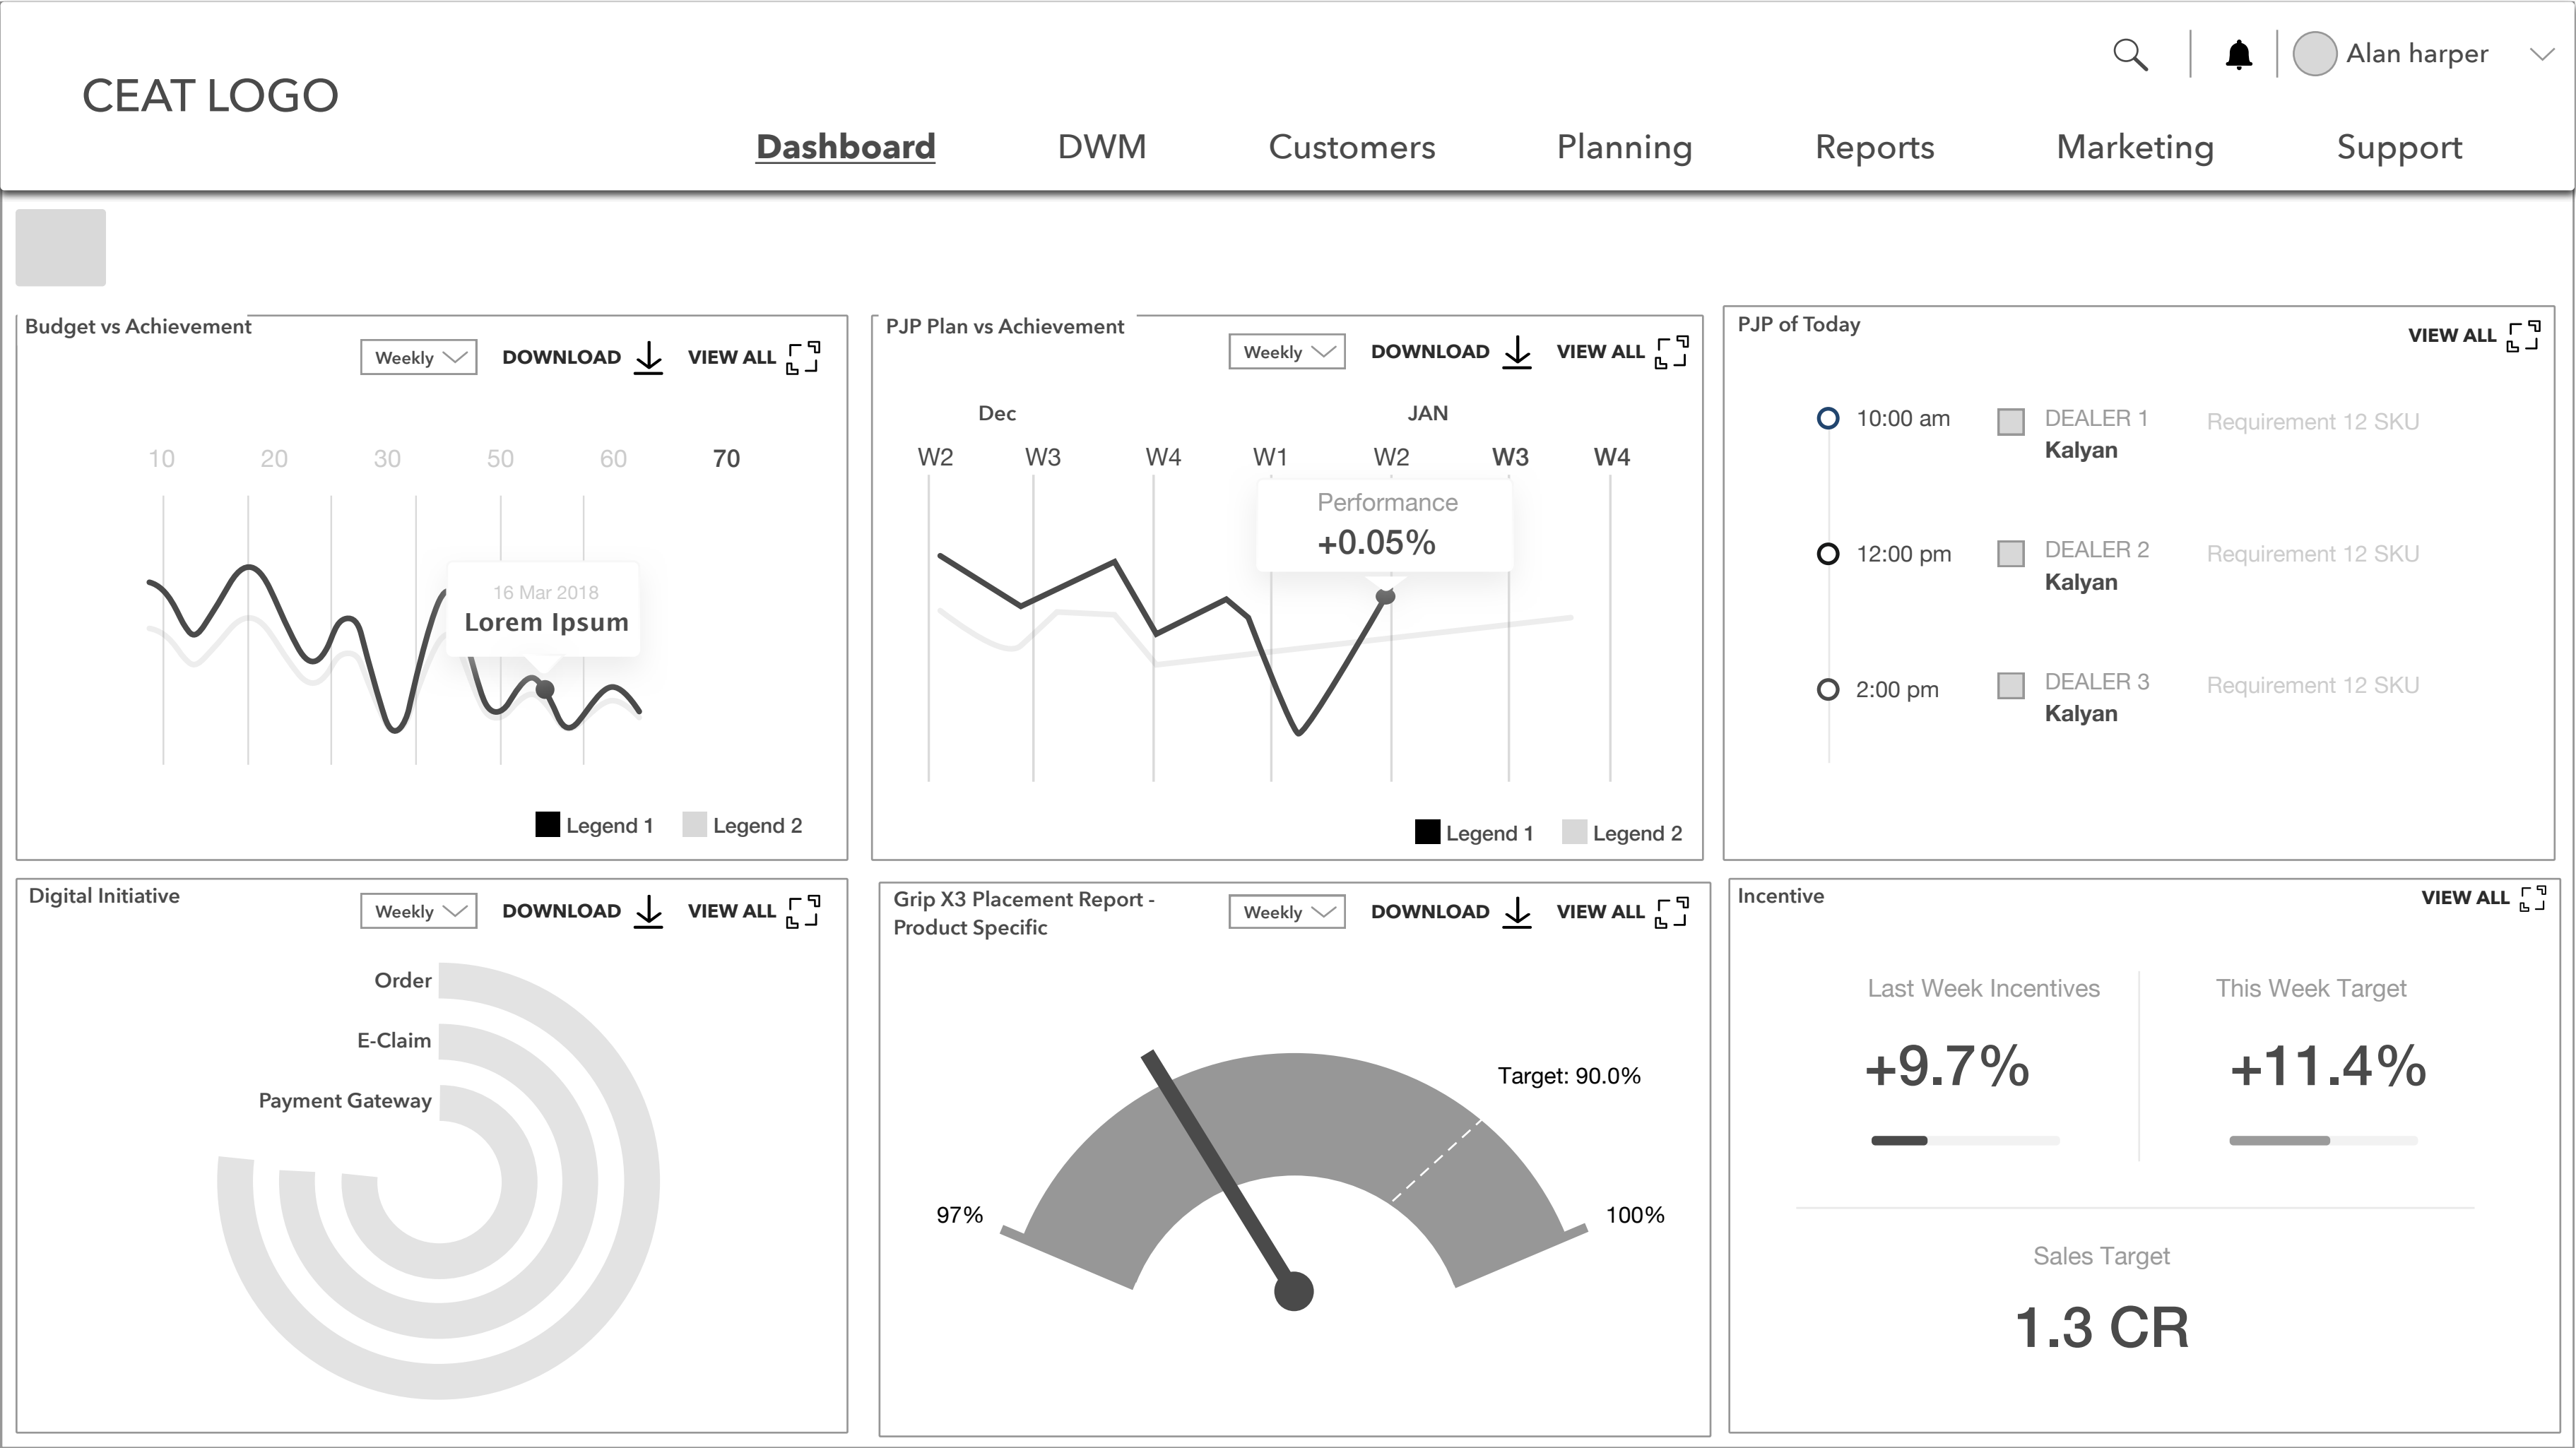 Alan harper
CEAT LOGO
Dashboard DWM Customers Planning Reports Marketing Support
Budget vs Achievement
Weekly DOWNLOAD VIEW ALL
10 20 30 50 60 70
16 Mar 2018
Lorem Ipsum
Legend 1 Legend 2
PJP Plan vs Achievement
Weekly DOWNLOAD VIEW ALL
Dec JAN
W2 W3 W4 W1 W2 W3 W4
Performance
+0.05%
Legend 1 Legend 2
PJP of Today
VIEW ALL
10:00 am DEALER 1 Requirement 12 SKU
Kalyan
12:00 pm DEALER 2 Requirement 12 SKU
Kalyan
2:00 pm DEALER 3 Requirement 12 SKU
Kalyan
Digital Initiative
Weekly DOWNLOAD VIEW ALL
Order
E-Claim
Payment Gateway
Grip X3 Placement Report -
Product Specific
Weekly DOWNLOAD VIEW ALL
Target: 90.0%
97% 100%
Incentive
VIEW ALL
Last Week Incentives This Week Target
+9.7% +11.4%
Sales Target
1.3 CR